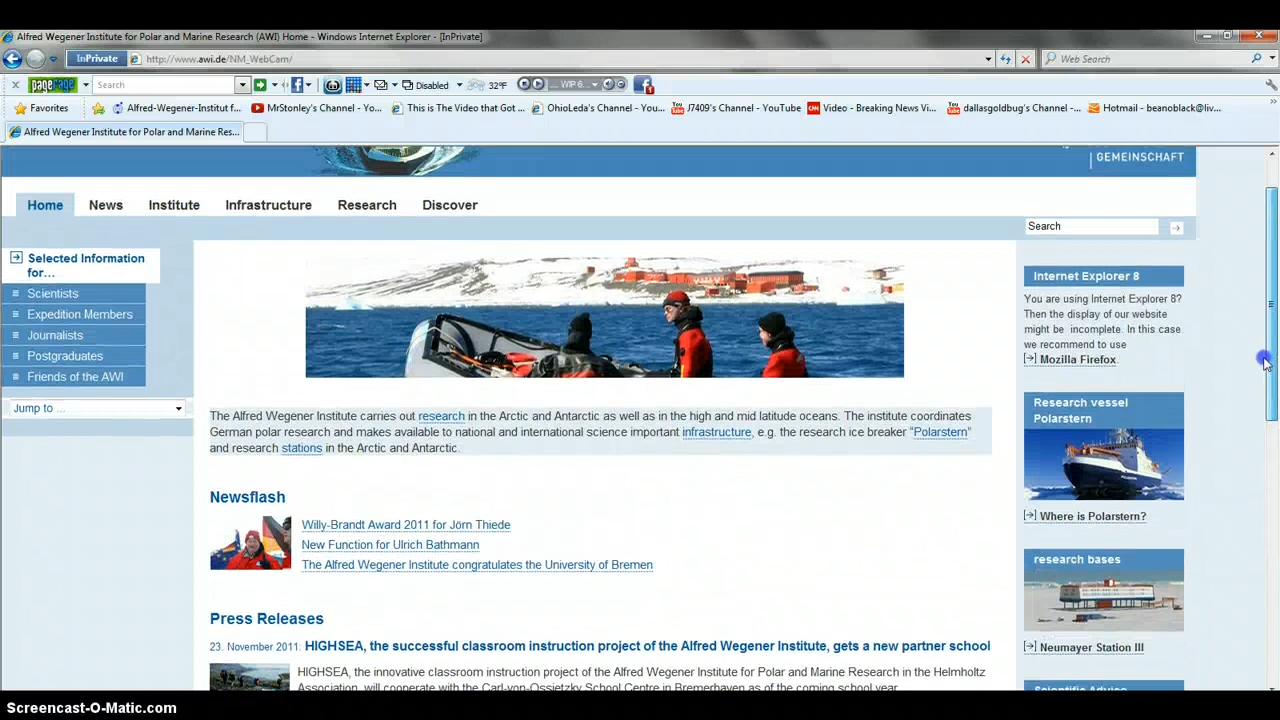 Alfred Wegener Institute for Polar and Marine Research (AWI) Home - Windows Internet Explorer - [InPrivate]
InPrivate http://www.awi.de/NM_WebCam/ Web Search
pagerage Search Disabled 32°F WIP 6...
Favorites Alfred-Wegener-Institut f... MrStonley's Channel - Yo... This is The Video that Got ... OhioLeda's Channel - You... J7409's Channel - YouTube Video - Breaking News Vi... dallasgoldbug's Channel -... Hotmail - beanoblack@liv...
Alfred Wegener Institute for Polar and Marine Res...
GEMEINSCHAFT
Home News Institute Infrastructure Research Discover
Search
Selected Information
for...
Scientists
Expedition Members
Journalists
Postgraduates
Friends of the AWI
Jump to ...
The Alfred Wegener Institute carries out research in the Arctic and Antarctic as well as in the high and mid latitude oceans. The institute coordinates
German polar research and makes available to national and international science important infrastructure, e.g. the research ice breaker "Polarstern"
and research stations in the Arctic and Antarctic.
Newsflash
Willy-Brandt Award 2011 for Jörn Thiede
New Function for Ulrich Bathmann
The Alfred Wegener Institute congratulates the University of Bremen
Press Releases
23. November 2011: HIGHSEA, the successful classroom instruction project of the Alfred Wegener Institute, gets a new partner school
HIGHSEA, the innovative classroom instruction project of the Alfred Wegener Institute for Polar and Marine Research in the Helmholtz
Association, will cooperate with the Carl-von-Ossietzky School Centre in Bremerhaven as of the coming school year.
Internet Explorer 8
You are using Internet Explorer 8?
Then the display of our website
might be incomplete. In this case
we recommend to use
Mozilla Firefox.
Research vessel
Polarstern
Where is Polarstern?
research bases
Neumayer Station III
Scientific Advice
Screencast-O-Matic.com